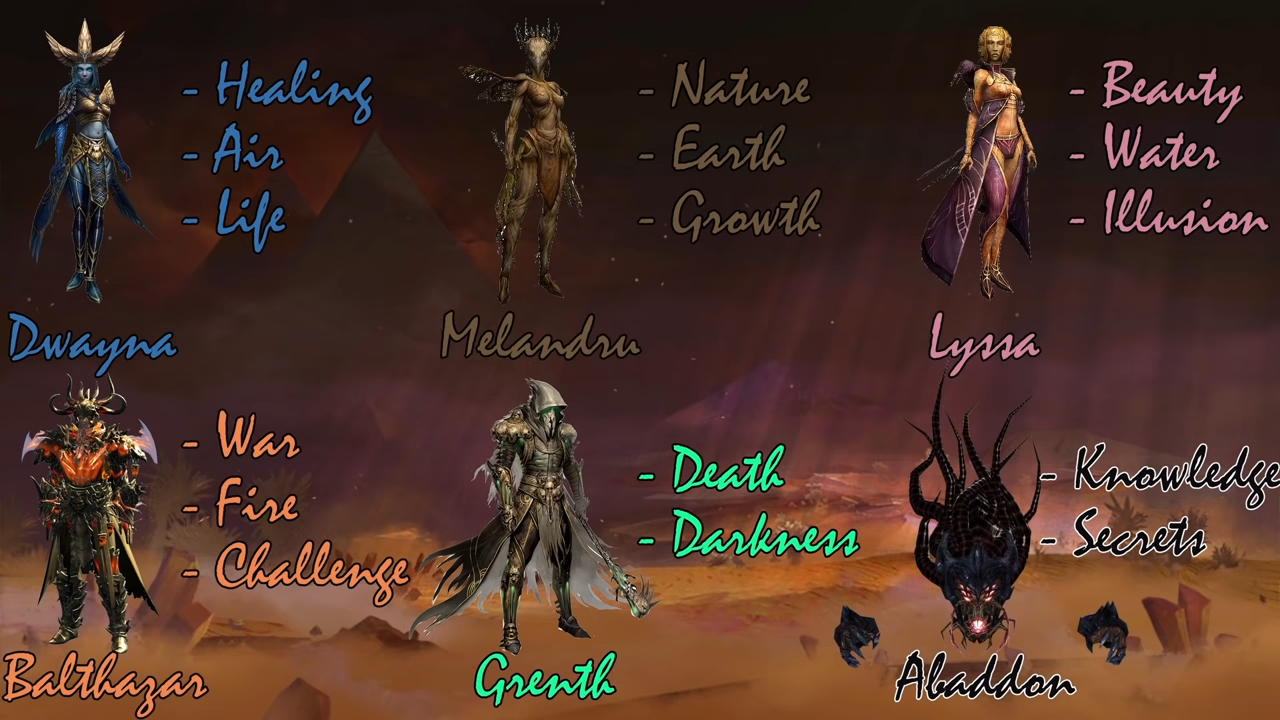 - Healing
- Air
- Life
Dwayna
- Nature
- Earth
- Growth
Melandru
- Beauty
- Water
- Illusion
Lyssa
- War
- Fire
- Challenge
Balthazar
- Death
- Darkness
Grenth
- Knowledge
- Secrets
Abaddon